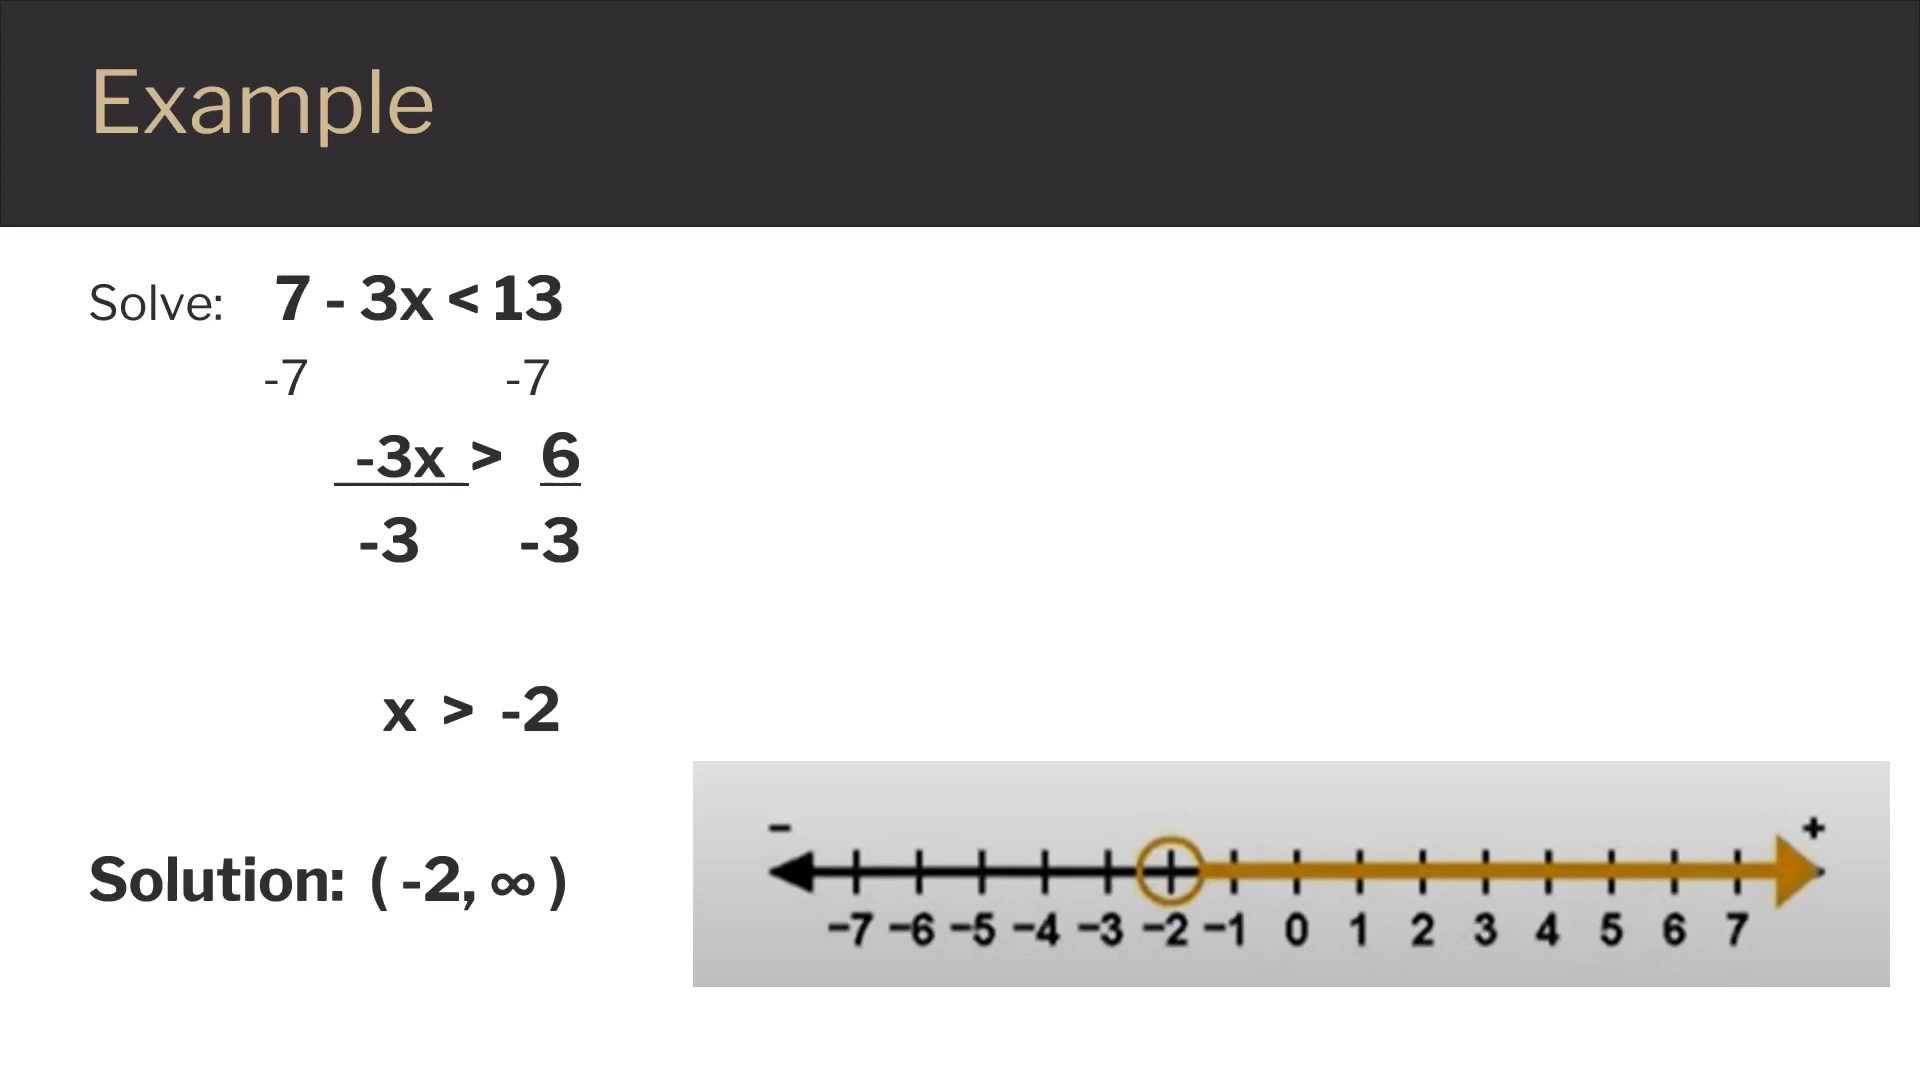 Example
Solve: 7 - 3x < 13
-7 -7
-3x > 6
-3 -3
x > -2
Solution: ( -2, ∞ )
− +
−7 −6 −5 −4 −3 −2 −1 0 1 2 3 4 5 6 7